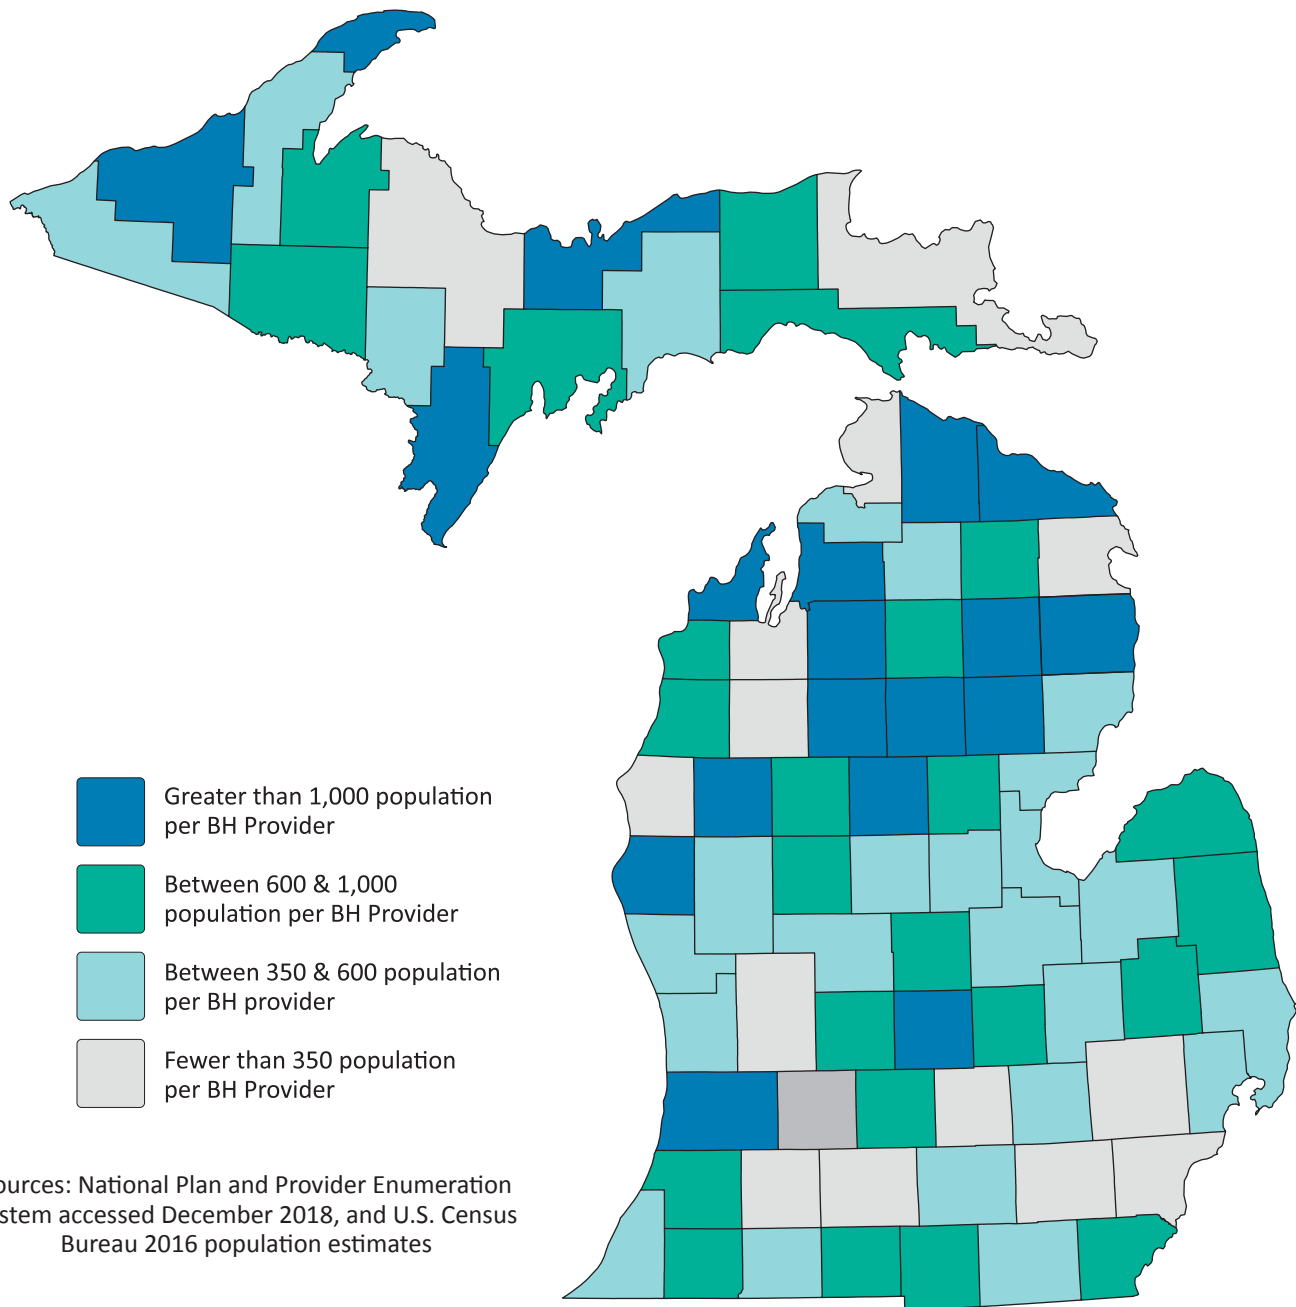 Greater than 1,000 population
per BH Provider
Between 600 & 1,000
population per BH Provider
Between 350 & 600 population
per BH provider
Fewer than 350 population
per BH Provider
ources: National Plan and Provider Enumeration
stem accessed December 2018, and U.S. Census
Bureau 2016 population estimates